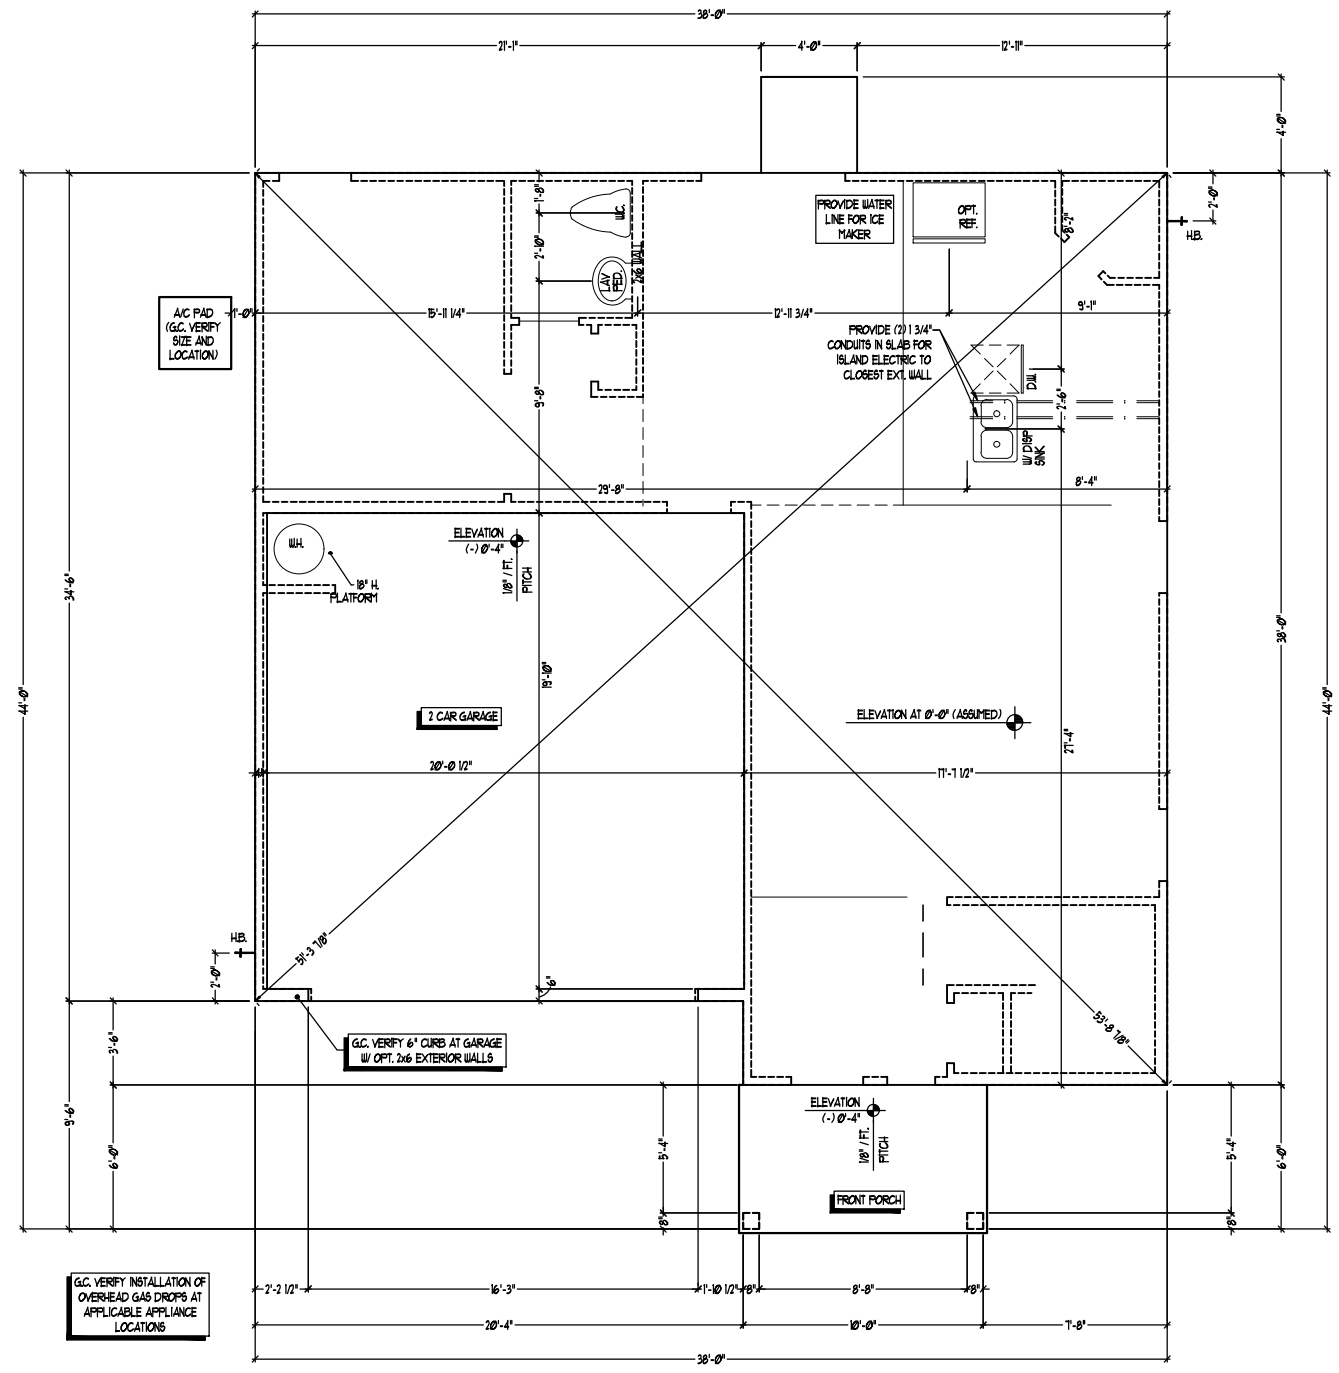 38'-0"
21'-1"
4'-0"
12'-11"
4'-0"
1'-8"
W.C.
PROVIDE WATER
LINE FOR ICE
MAKER
OPT.
REF.
8'-2"
2'-0"
H.B.
2'-10"
LAV
PED.
2x6 WALL
A/C PAD
(G.C. VERIFY
SIZE AND
LOCATION)
1'-0"
15'-11 1/4"
12'-11 3/4"
9'-1"
PROVIDE (2) 1 3/4"
CONDUITS IN SLAB FOR
ISLAND ELECTRIC TO
CLOSEST EXT. WALL
D.W.
2'-6"
9'-8"
W/ DISP
SINK
29'-8"
8'-4"
W.H.
18" H.
PLATFORM
ELEVATION
(-) 0'-4"
1/8" / FT.
PITCH
34'-6"
38'-0"
44'-0"
44'-0"
19'-10"
2 CAR GARAGE
ELEVATION AT 0'-0" (ASSUMED)
27'-4"
4"
20'-0 1/2"
17'-7 1/2"
H.B.
2'-0"
51'-3 7/8"
6"
53'-8 7/8"
3'-6"
G.C. VERIFY 6" CURB AT GARAGE
W/ OPT. 2x6 EXTERIOR WALLS
9'-6"
6'-0"
5'-4"
8"
ELEVATION
(-) 0'-4"
1/8" / FT.
PITCH
FRONT PORCH
5'-4"
8"
6'-0"
G.C. VERIFY INSTALLATION OF
OVERHEAD GAS DROPS AT
APPLICABLE APPLIANCE
LOCATIONS
2'-2 1/2"
16'-3"
1'-10 1/2"
8"
8'-8"
8"
20'-4"
10'-0"
7'-8"
38'-0"